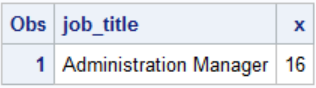 Obs job_title x
1 Administration Manager 16